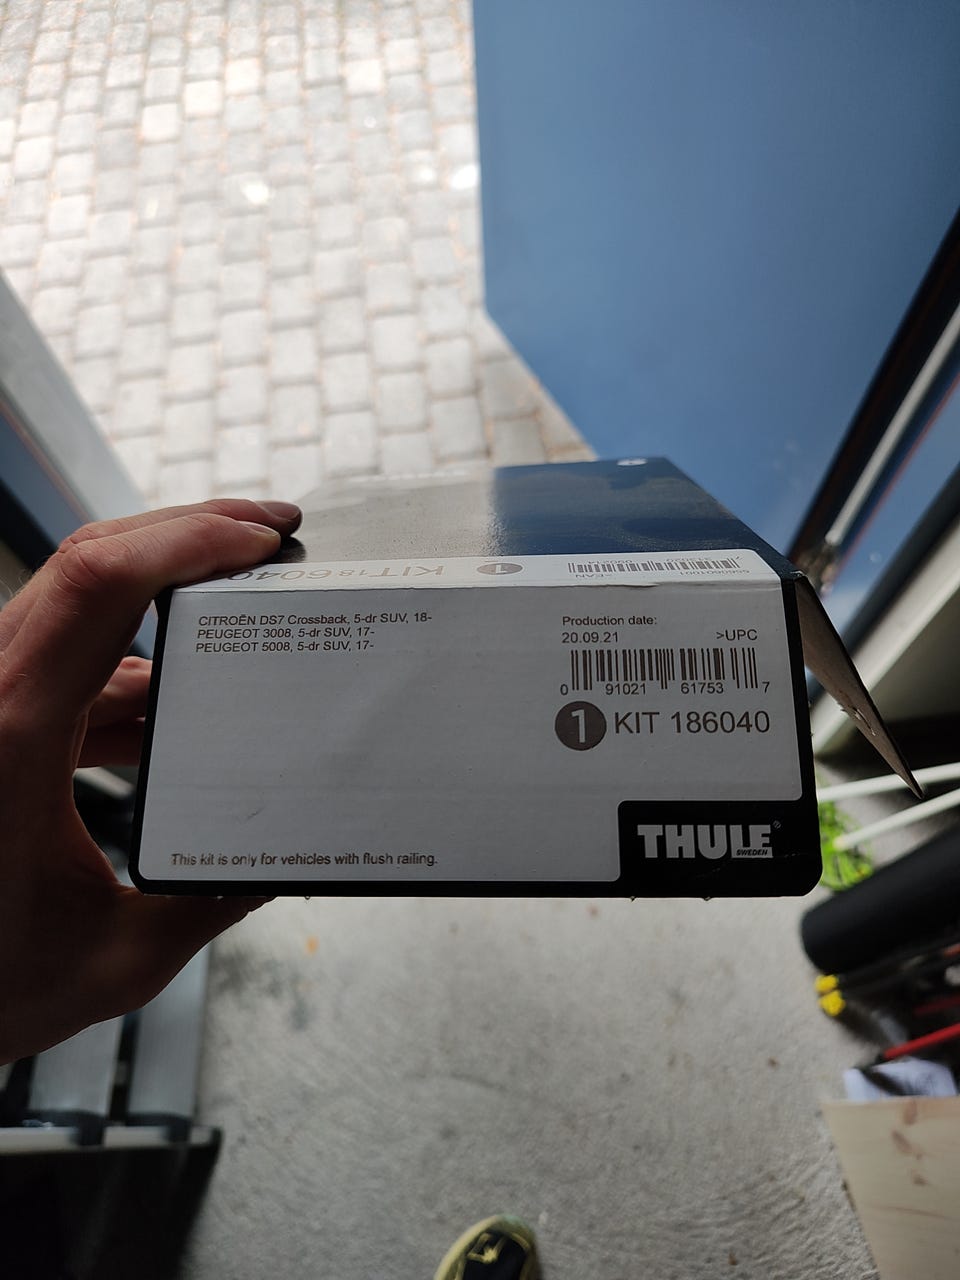 KIT 186040
1
>EAN
CITROËN DS7 Crossback, 5-dr SUV, 18-
PEUGEOT 3008, 5-dr SUV, 17-
PEUGEOT 5008, 5-dr SUV, 17-
Production date:
20.09.21 >UPC
0 91021 61753 7
1 KIT 186040
This kit is only for vehicles with flush railing.
THULE®
SWEDEN